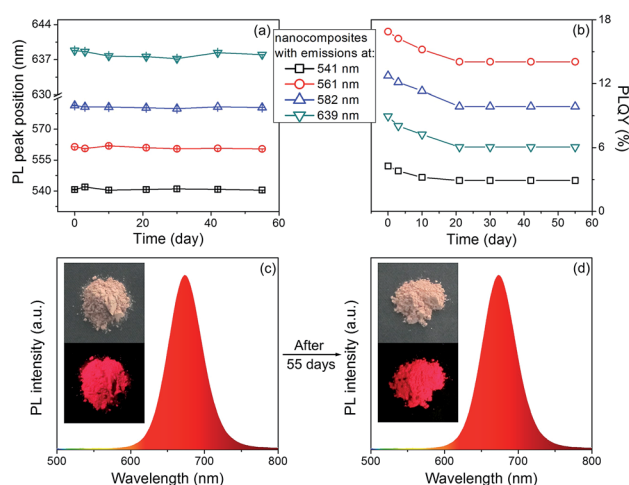 (a)
PL peak position (nm)
644
637
630
570
555
540
0 10 20 30 40 50 60
Time (day)
nanocomposites
with emissions at:
541 nm
561 nm
582 nm
639 nm
(b)
18
12
6
0
PLQY (%)
0 10 20 30 40 50 60
Time (day)
(c)
PL intensity (a.u.)
500 600 700 800
Wavelength (nm)
After
55 days
(d)
PL intensity (a.u.)
500 600 700 800
Wavelength (nm)